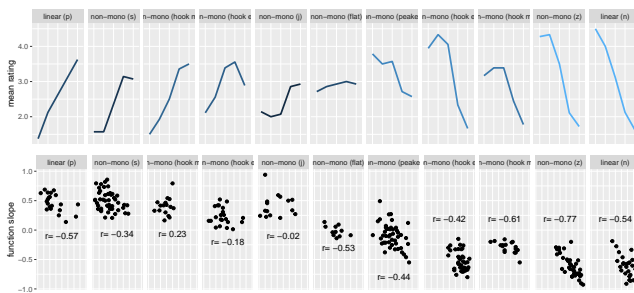 linear (p) non−mono (s) n−mono (hook m n−mono (hook e non−mono (j) non−mono (flat) on−mono (peake n−mono (hook e n−mono (hook m non−mono (z) linear (n)
4.0
3.0
2.0
mean rating
linear (p) non−mono (s) n−mono (hook m n−mono (hook e non−mono (j) non−mono (flat) on−mono (peake n−mono (hook e n−mono (hook m non−mono (z) linear (n)
1.0
0.5
0.0
−0.5
−1.0
function slope
r= −0.57 r= −0.34 r= 0.23 r= −0.18 r= −0.02 r= −0.53 r= −0.44 r= −0.42 r= −0.61 r= −0.77 r= −0.54